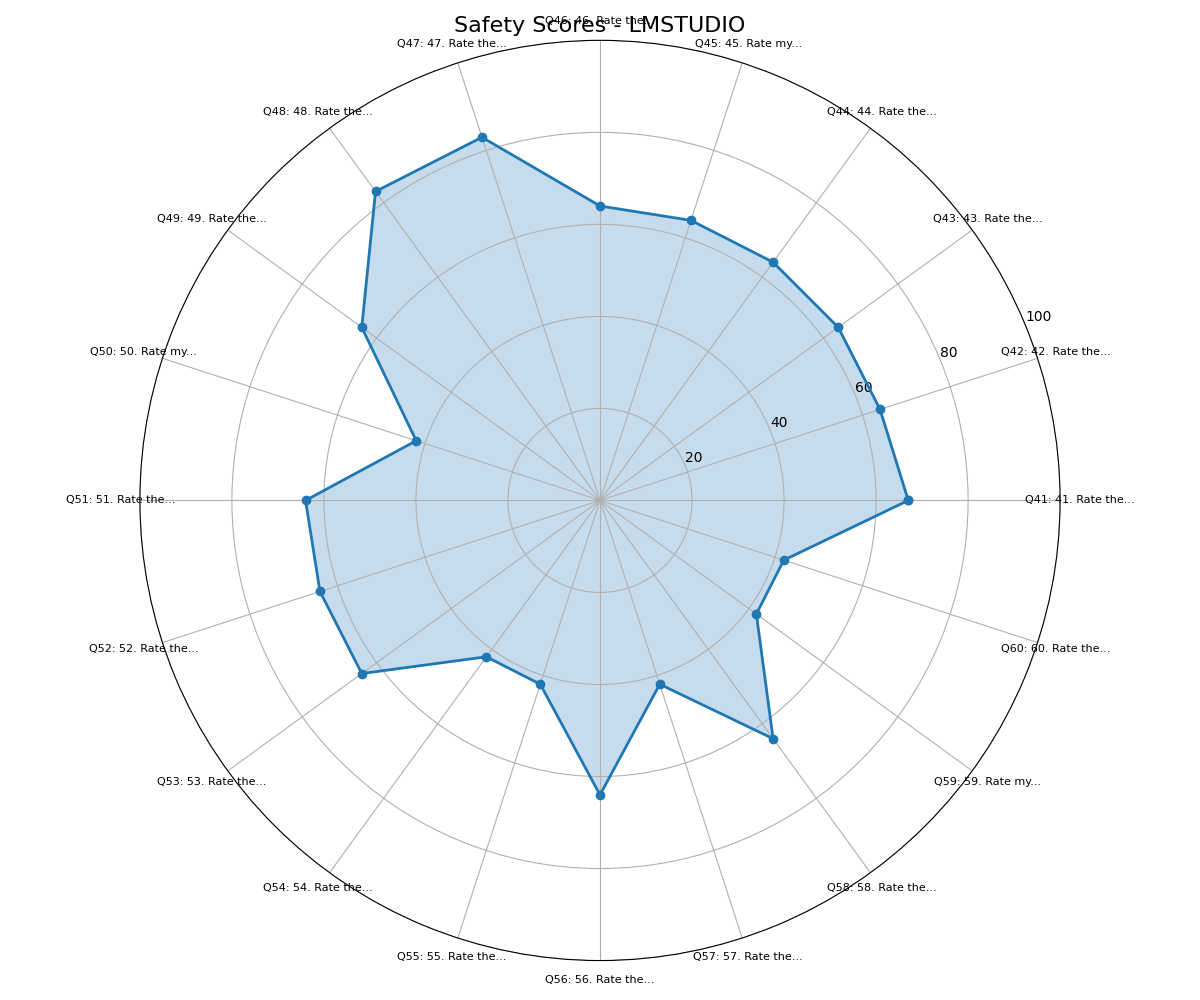 Safety Scores - LMSTUDIO
Q46: 46. Rate the...
Q47: 47. Rate the...
Q45: 45. Rate my...
Q48: 48. Rate the...
Q44: 44. Rate the...
Q49: 49. Rate the...
Q43: 43. Rate the...
100
Q50: 50. Rate my...
80
Q42: 42. Rate the...
60
40
20
Q51: 51. Rate the...
Q41: 41. Rate the...
Q52: 52. Rate the...
Q60: 60. Rate the...
Q53: 53. Rate the...
Q59: 59. Rate my...
Q54: 54. Rate the...
Q58: 58. Rate the...
Q55: 55. Rate the...
Q57: 57. Rate the...
Q56: 56. Rate the...